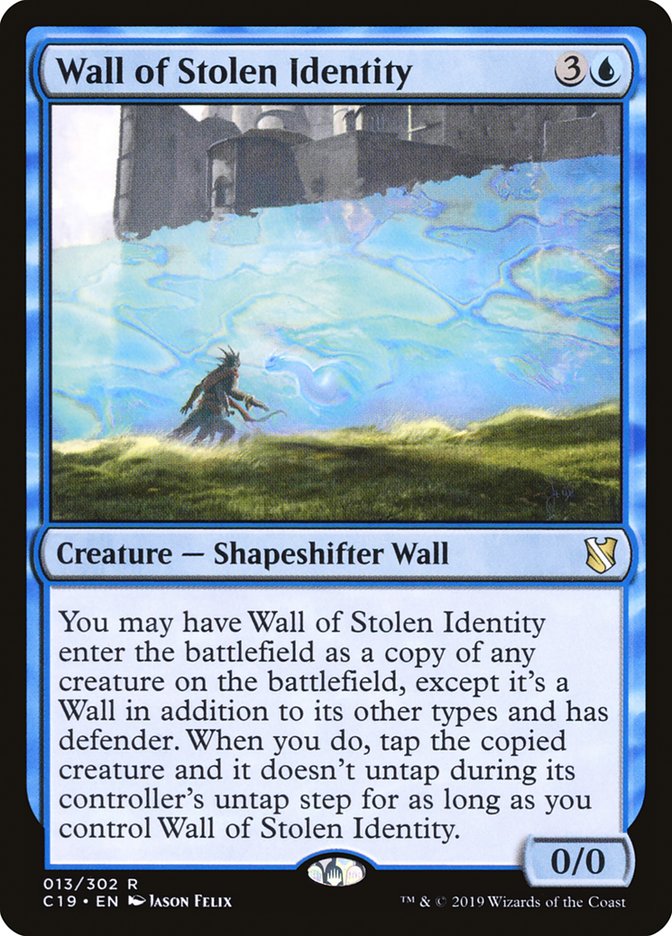 Wall of Stolen Identity 3
Creature — Shapeshifter Wall
You may have Wall of Stolen Identity
enter the battlefield as a copy of any
creature on the battlefield, except it's a
Wall in addition to its other types and has
defender. When you do, tap the copied
creature and it doesn't untap during its
controller's untap step for as long as you
control Wall of Stolen Identity.
0/0
013/302 R
C19 • EN Jason Felix
™ & © 2019 Wizards of the Coast